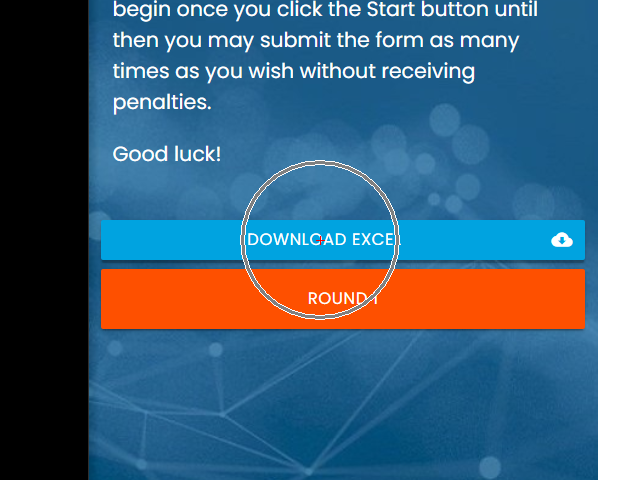 begin once you click the Start button until
then you may submit the form as many
times as you wish without receiving
penalties.
Good luck!
DOWNLOAD EXCEL
ROUND 1